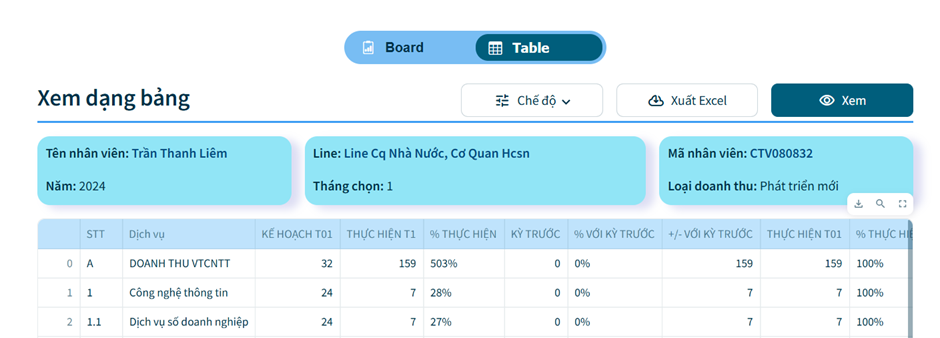 Board Table
Xem dạng bảng Chế độ Xuất Excel Xem
Tên nhân viên: Trần Thanh Liêm Line: Line Cq Nhà Nước, Cơ Quan Hcsn Mã nhân viên: CTV080832
Năm: 2024 Tháng chọn: 1 Loại doanh thu: Phát triển mới
STT Dịch vụ KẾ HOẠCH T01 THỰC HIỆN T1 % THỰC HIỆN KỲ TRƯỚC % VỚI KỲ TRƯỚC +/- VỚI KỲ TRƯỚC THỰC HIỆN T01 % THỰC HIỆ
0 A DOANH THU VTCNTT 32 159 503% 0 0% 159 159 100%
1 1 Công nghệ thông tin 24 7 28% 0 0% 7 7 100%
2 1.1 Dịch vụ số doanh nghiệp 24 7 27% 0 0% 7 7 100%